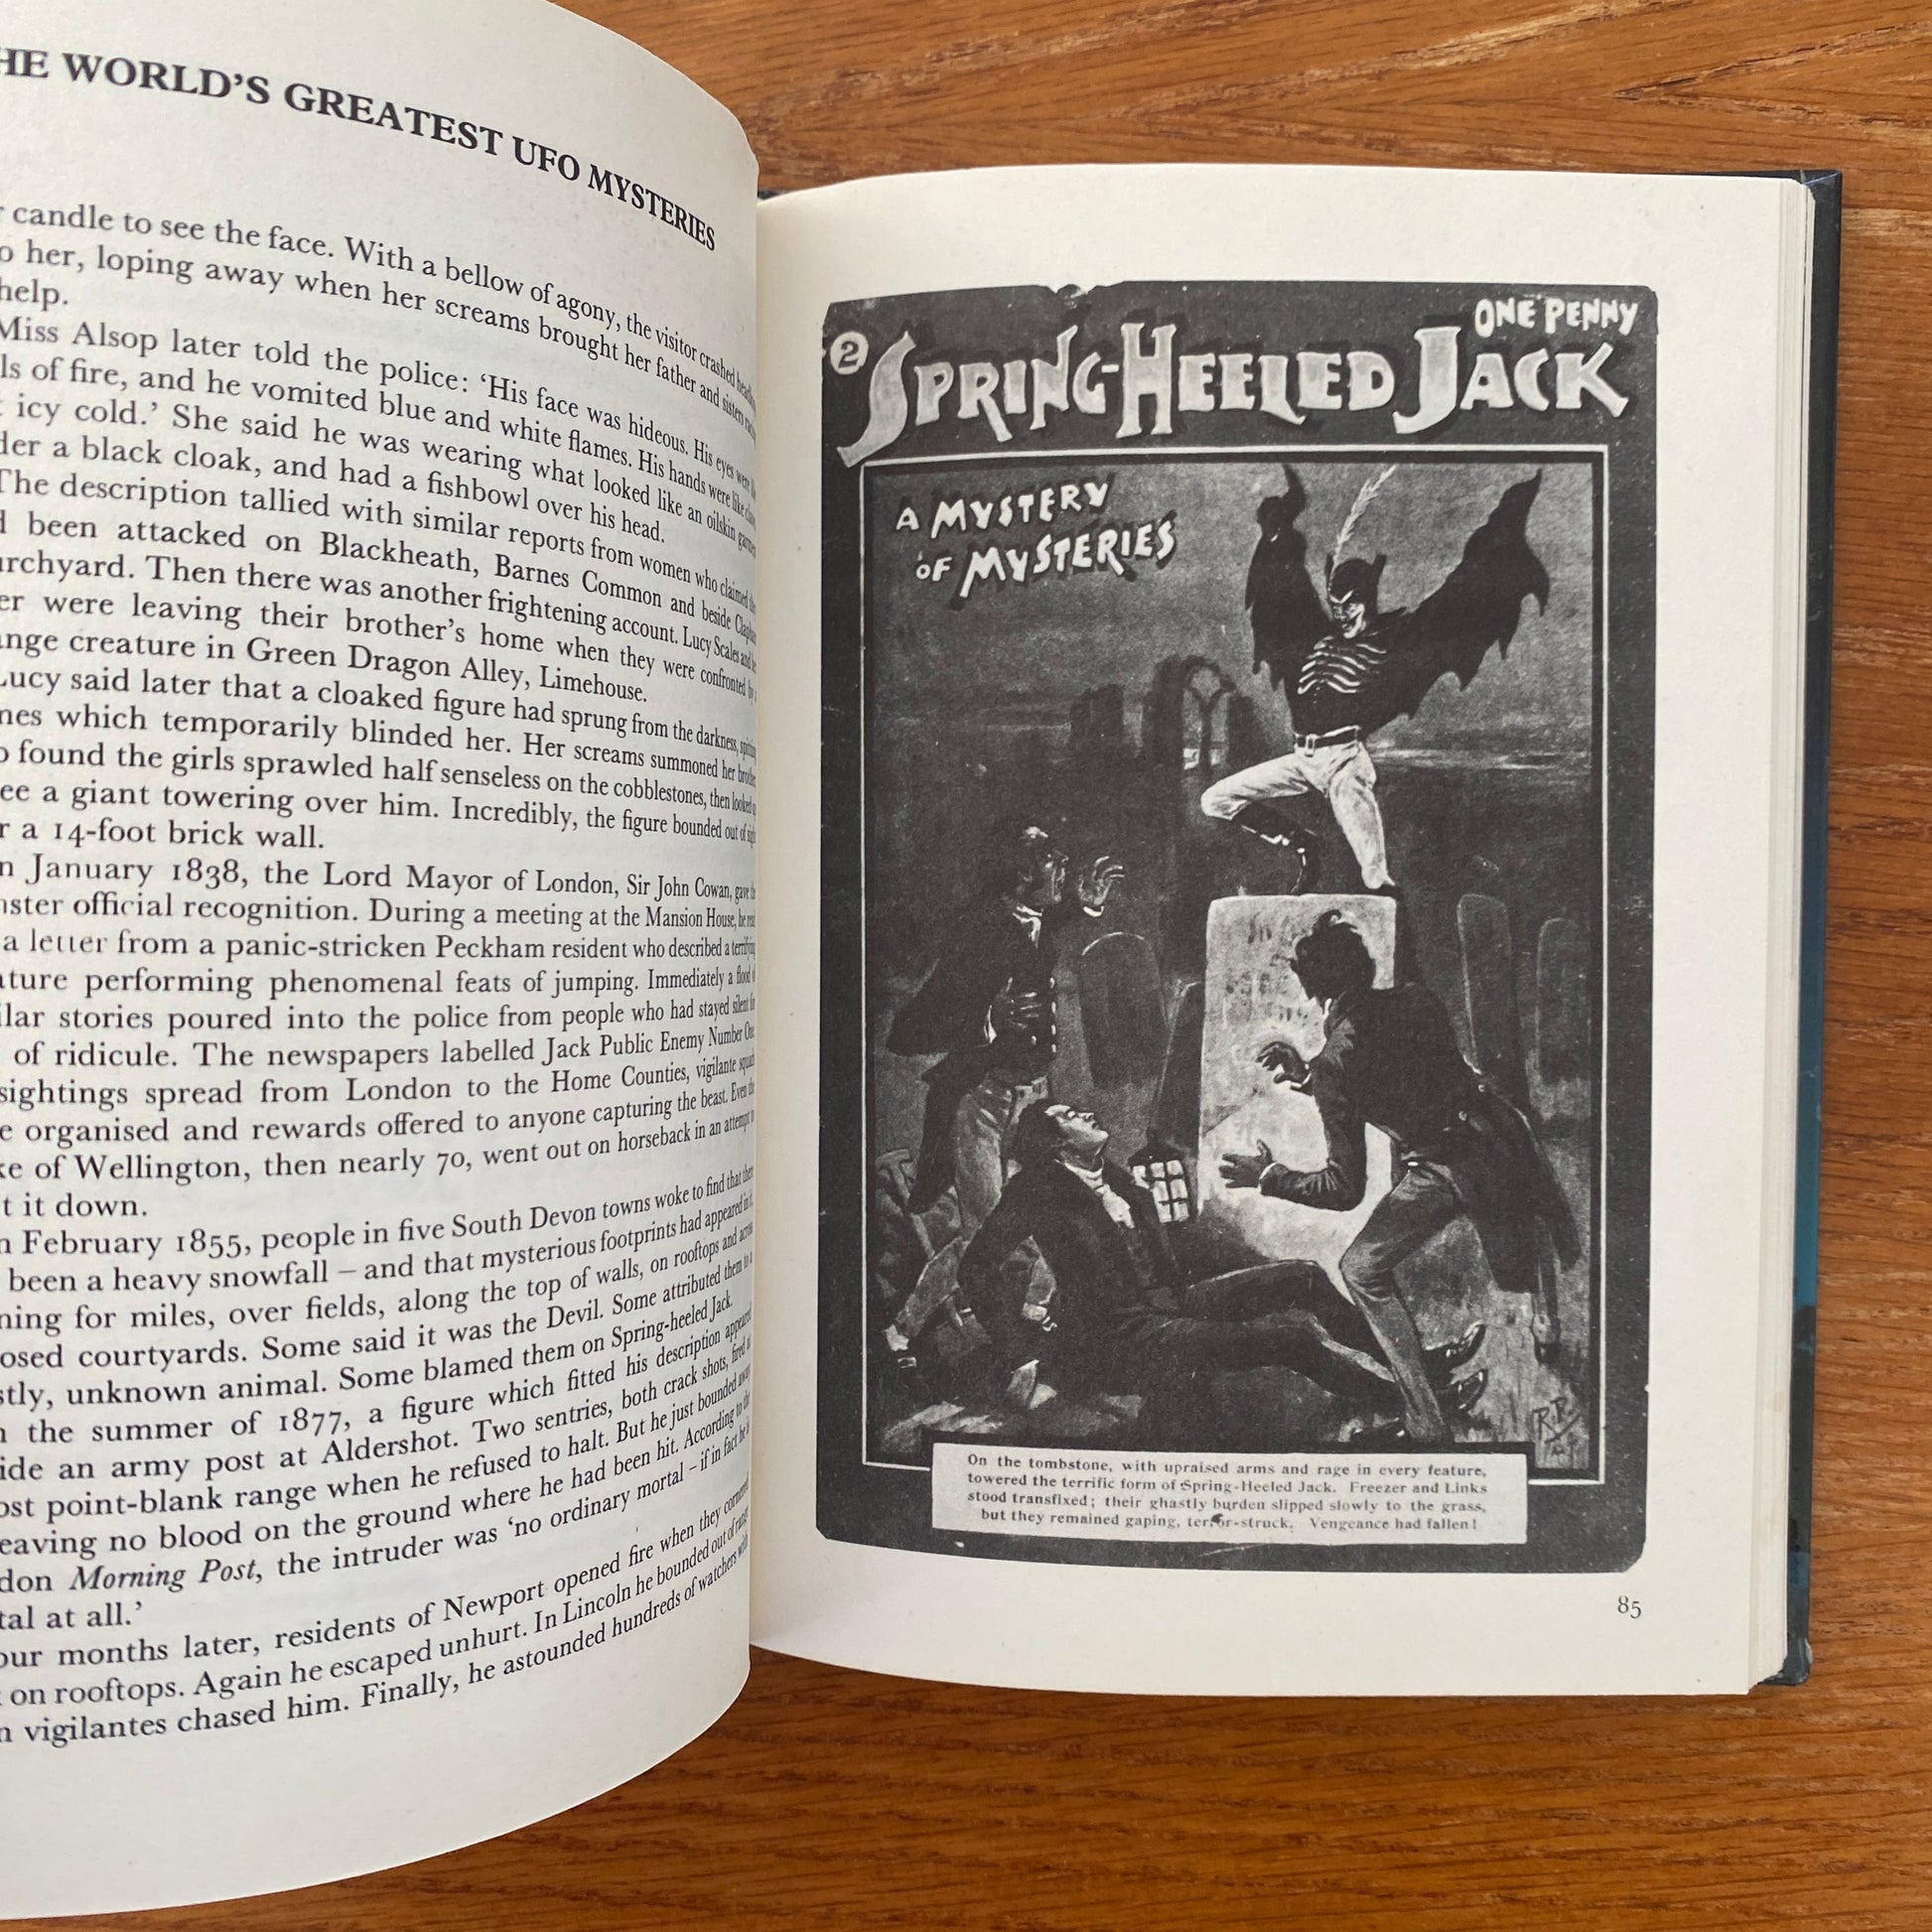 HE WORLD'S GREATEST UFO MYSTERIES
candle to see the face. With a bellow of agony, the visitor crashed
her, loping away when her screams brought her father and sisters
help.
Miss Alsop later told the police: ‘His face was hideous. His eyes were
ls of fire, and he vomited blue and white flames. His hands were like
icy cold.’ She said he was wearing what looked like an oilskin
der a black cloak, and had a fishbowl over his head.
The description tallied with similar reports from women who claimed
been attacked on Blackheath, Barnes Common and beside
urchyard. Then there was another frightening account. Lucy Scales and
er were leaving their brother’s home when they were confronted by
ange creature in Green Dragon Alley, Limehouse.
Lucy said later that a cloaked figure had sprung from the darkness,
mes which temporarily blinded her. Her screams summoned her
o found the girls sprawled half senseless on the cobblestones, then looked
ee a giant towering over him. Incredibly, the figure bounded out of
r a 14-foot brick wall.
n January 1838, the Lord Mayor of London, Sir John Cowan, gave
nster official recognition. During a meeting at the Mansion House, he
a letter from a panic-stricken Peckham resident who described a
ature performing phenomenal feats of jumping. Immediately a flood
ilar stories poured into the police from people who had stayed silent
of ridicule. The newspapers labelled Jack Public Enemy Number
sightings spread from London to the Home Counties, vigilante
e organised and rewards offered to anyone capturing the beast. Even
ke of Wellington, then nearly 70, went out on horseback in an attempt
t it down.
n February 1855, people in five South Devon towns woke to find that
been a heavy snowfall – and that mysterious footprints had appeared
ning for miles, over fields, along the top of walls, on rooftops and
osed courtyards. Some said it was the Devil. Some attributed them to a
stly, unknown animal. Some blamed them on Spring-heeled Jack.
n the summer of 1877, a figure which fitted his description appeared
ide an army post at Aldershot. Two sentries, both crack shots, fired
ost point-blank range when he refused to halt. But he just bounded away
eaving no blood on the ground where he had been hit. According to the
don Morning Post, the intruder was ‘no ordinary mortal – if in fact he
tal at all.’
our months later, residents of Newport opened fire when they cornered
on rooftops. Again he escaped unhurt. In Lincoln he bounded out of range
n vigilantes chased him. Finally, he astounded hundreds of watchers
ONE PENNY
2
SPRING-HEELED JACK
A MYSTERY
OF MYSTERIES
On the tombstone, with upraised arms and rage in every feature,
towered the terrific form of Spring-Heeled Jack. Freezer and Links
stood transfixed; their ghastly burden slipped slowly to the grass,
but they remained gaping, terror-struck. Vengeance had fallen!
85